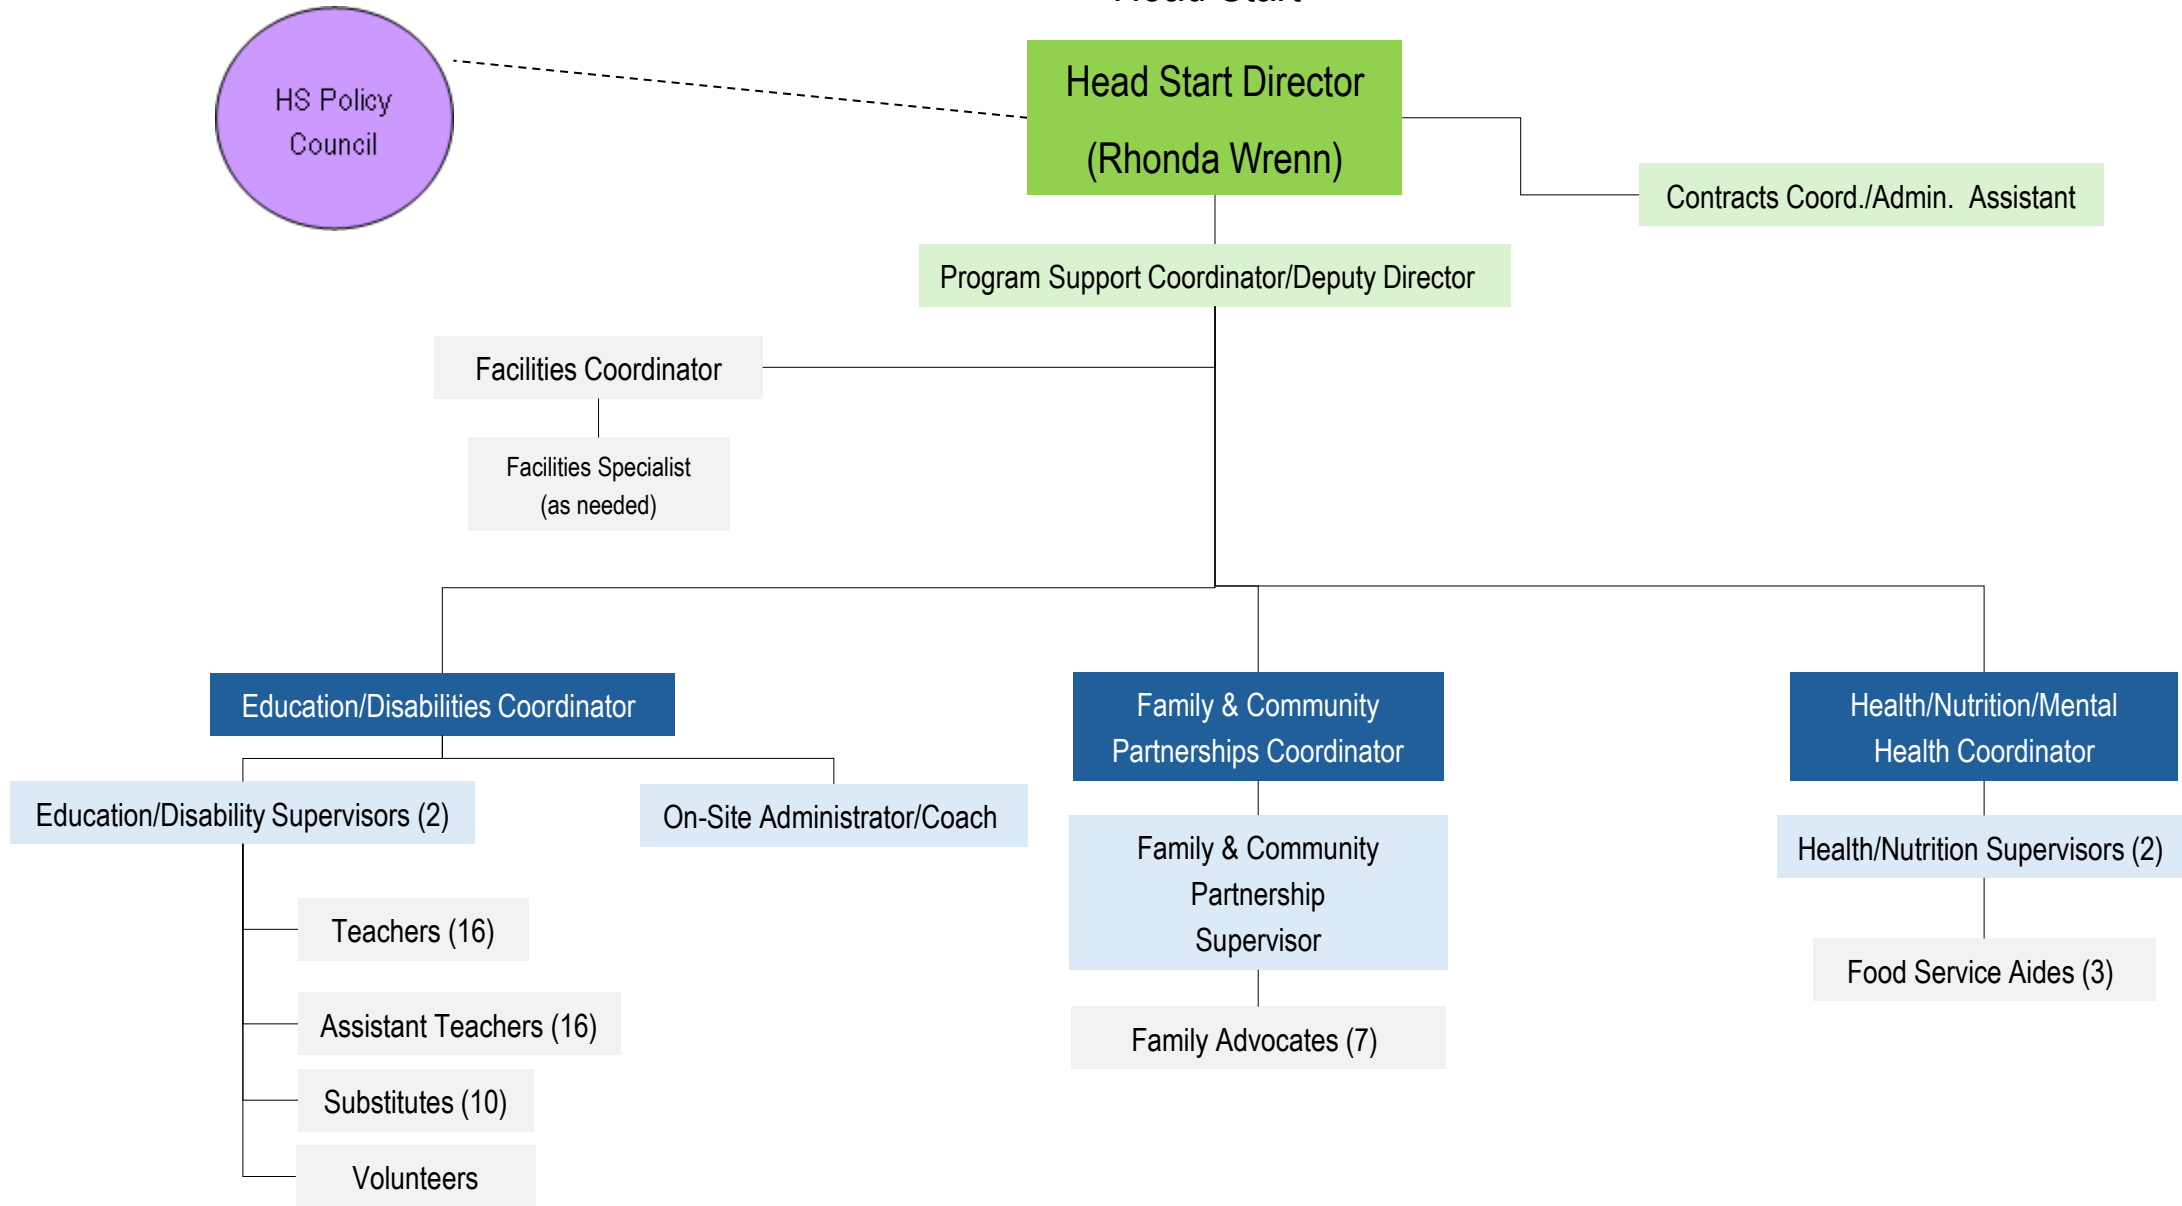 Head Start
HS Policy
Council
Head Start Director
(Rhonda Wrenn)
Contracts Coord./Admin.  Assistant
Program Support Coordinator/Deputy Director
Facilities Coordinator
Facilities Specialist
(as needed)
Education/Disabilities Coordinator
Family & Community
Partnerships Coordinator
Health/Nutrition/Mental
Health Coordinator
Education/Disability Supervisors (2)
On-Site Administrator/Coach
Family & Community
Partnership
Supervisor
Health/Nutrition Supervisors (2)
Teachers (16)
Food Service Aides (3)
Assistant Teachers (16)
Family Advocates (7)
Substitutes (10)
Volunteers